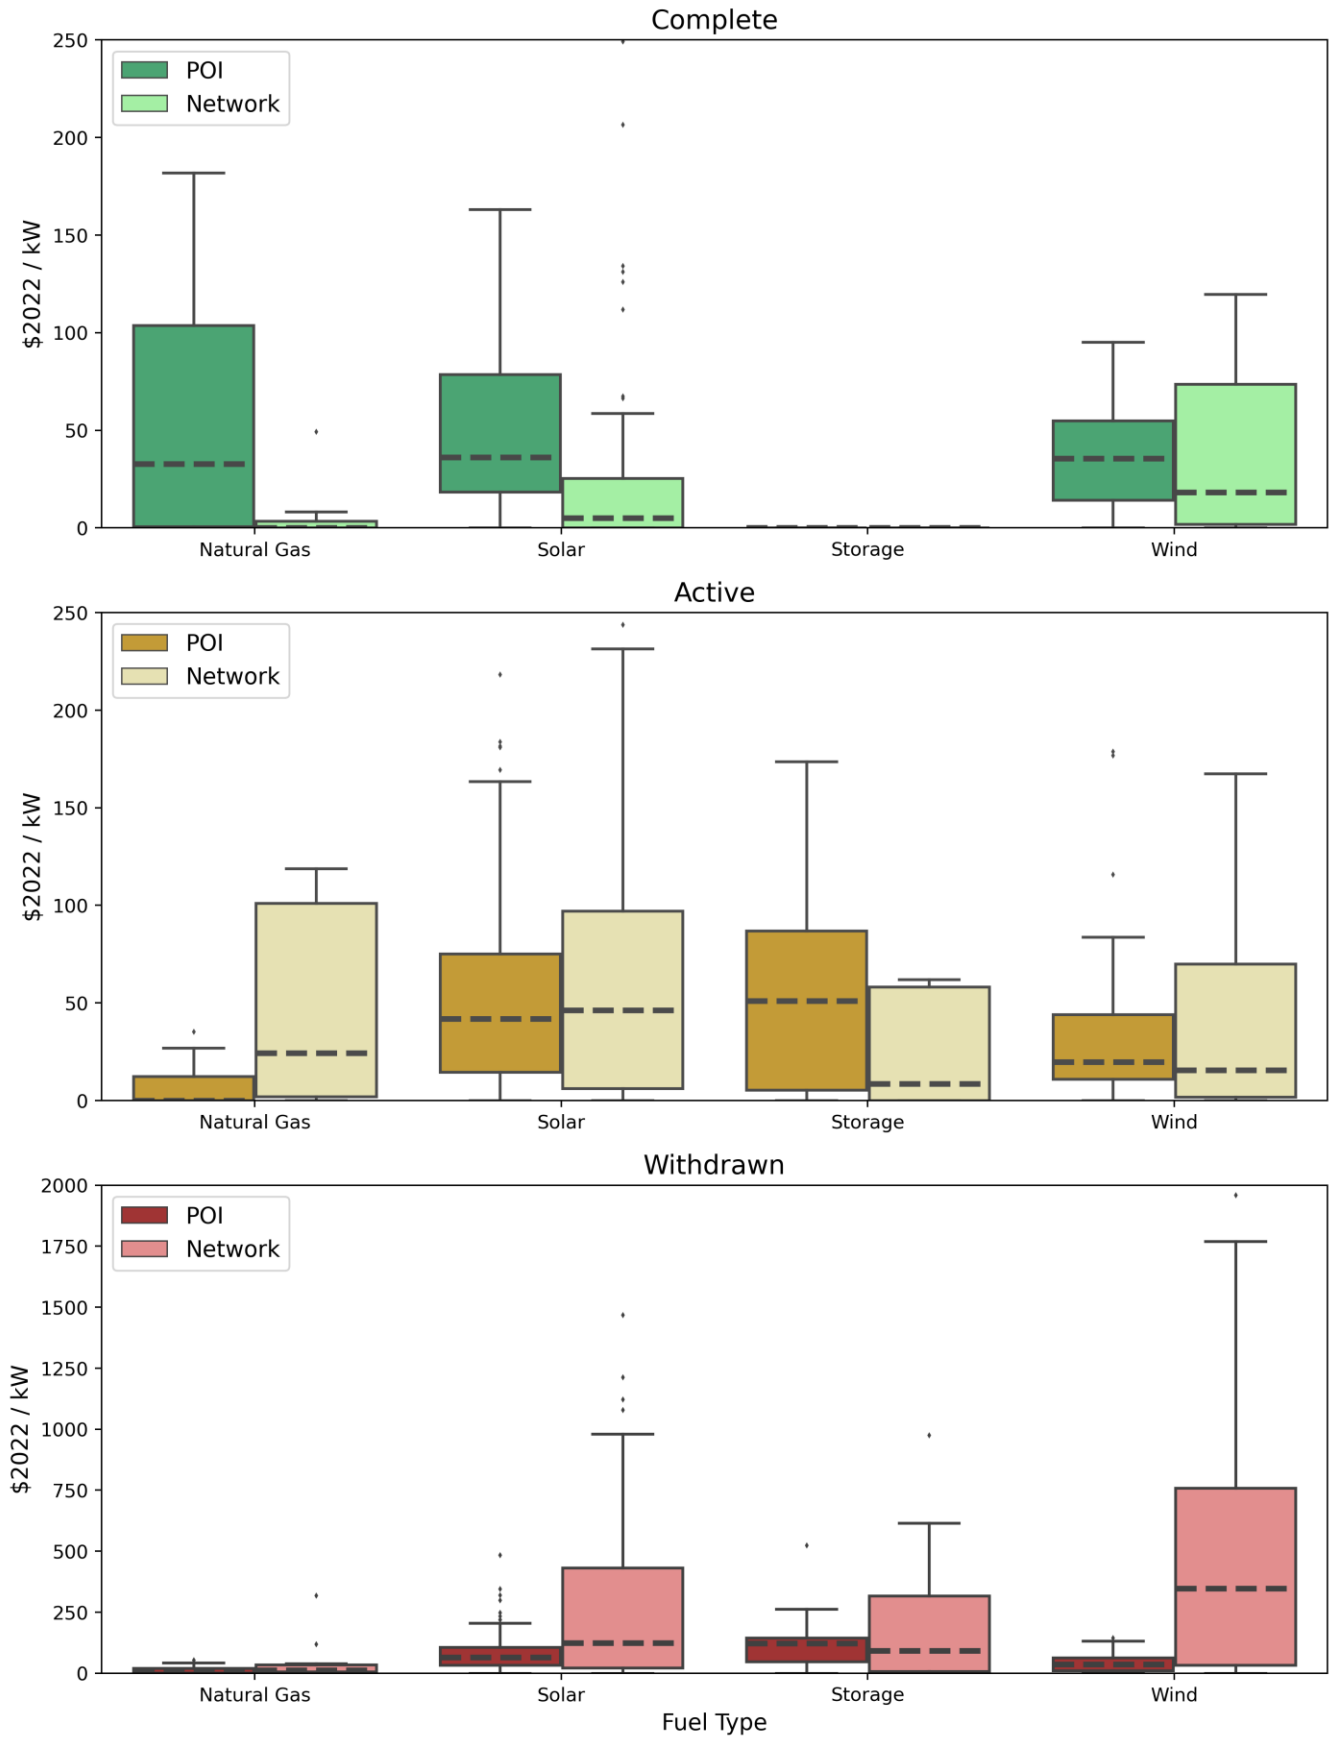 Complete
250
200
150
100
50
0
$2022 / kW
POI
Network
Natural Gas Solar Storage Wind
Active
250
200
150
100
50
0
$2022 / kW
POI
Network
Natural Gas Solar Storage Wind
Withdrawn
2000
1750
1500
1250
1000
750
500
250
0
$2022 / kW
POI
Network
Natural Gas Solar Storage Wind
Fuel Type